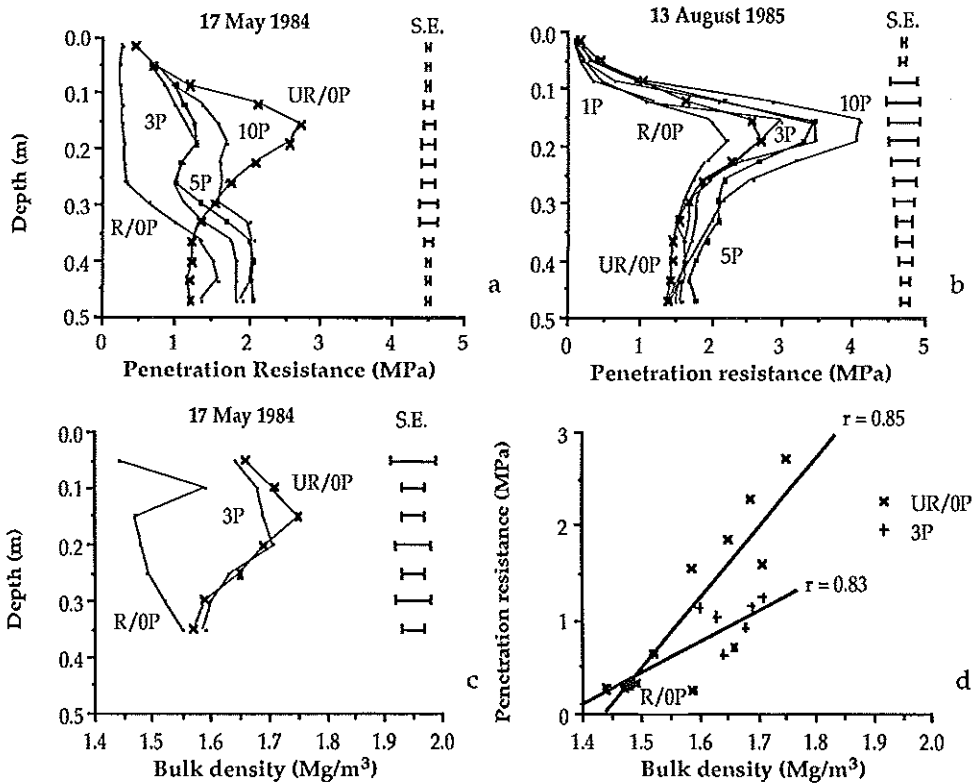 17 May 1984
S.E.
Depth (m)
0.0
0.1
0.2
0.3
0.4
0.5
UR/0P
3P
10P
5P
R/0P
a
0 1 2 3 4 5
Penetration Resistance (MPa)
13 August 1985
S.E.
0.0
0.1
0.2
0.3
0.4
0.5
1P
R/0P
3P
10P
UR/0P
5P
b
0 1 2 3 4 5
Penetration resistance (MPa)
17 May 1984
S.E.
Depth (m)
0.0
0.1
0.2
0.3
0.4
0.5
UR/0P
3P
R/0P
c
1.4 1.5 1.6 1.7 1.8 1.9 2.0
Bulk density (Mg/m³)
Penetration resistance (MPa)
3
2
1
0
r = 0.85
UR/0P
3P
r = 0.83
R/0P
d
1.4 1.5 1.6 1.7 1.8 1.9 2.0
Bulk density (Mg/m³)